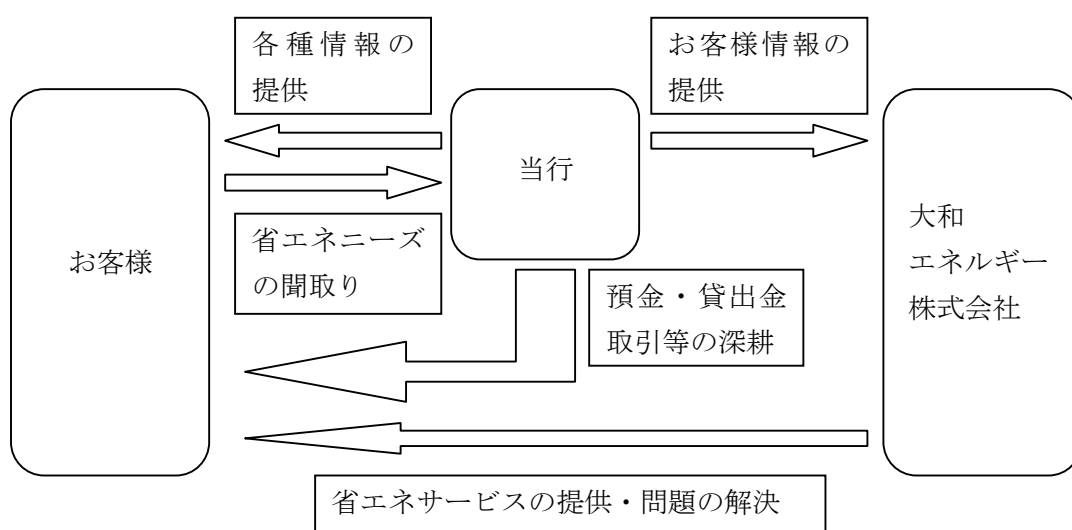 各種情報の
提供
お客様情報の
提供
当行
お客様
省エネニーズ
の聞取り
大和
エネルギー
株式会社
預金・貸出金
取引等の深耕
省エネサービスの提供・問題の解決